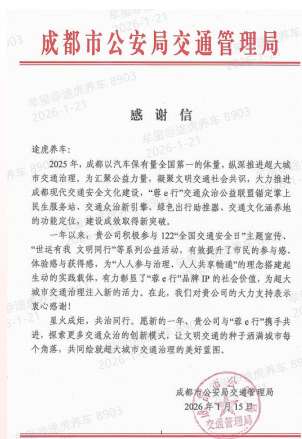 成都市公安局交通管理局
感谢信
途虎养车:
2025年,成都以汽车保有量全国第一的体量,纵深推进超大城
市交通治理。为汇聚公益力量,凝聚文明交通社会共识,大力推进
成都现代交通安全文化建设,“蓉e行”交通众治公益联盟锚定掌上
民生服务站、交通众治新引擎、绿色出行助推器、交通文化涵养地
的功能定位,建设成效取得新突破。
一年以来,贵公司积极参与122“全国交通安全日”主题宣传、
“世运有我 文明同行”等系列公益活动,有效提升了市民的参与感、
体验感与获得感,为“人人参与治理、人人共享畅通”的理念搭建起
生动的实践载体,有力彰显了“蓉e行”品牌IP的社会价值,为超大
城市交通治理注入新的活力。在此,我们对贵公司的大力支持表示
衷心感谢!
星火成炬,共治同行。愿新的一年,贵公司与“蓉e行”携手共
进,探索更多交通众治的创新模式,让文明交通的种子洒满城市每
个角落,共同绘就超大城市交通治理的美好蓝图。
成都市公安局交通管理局
2026年1月15日
牟玺@途虎养车 8903
2026-1-21